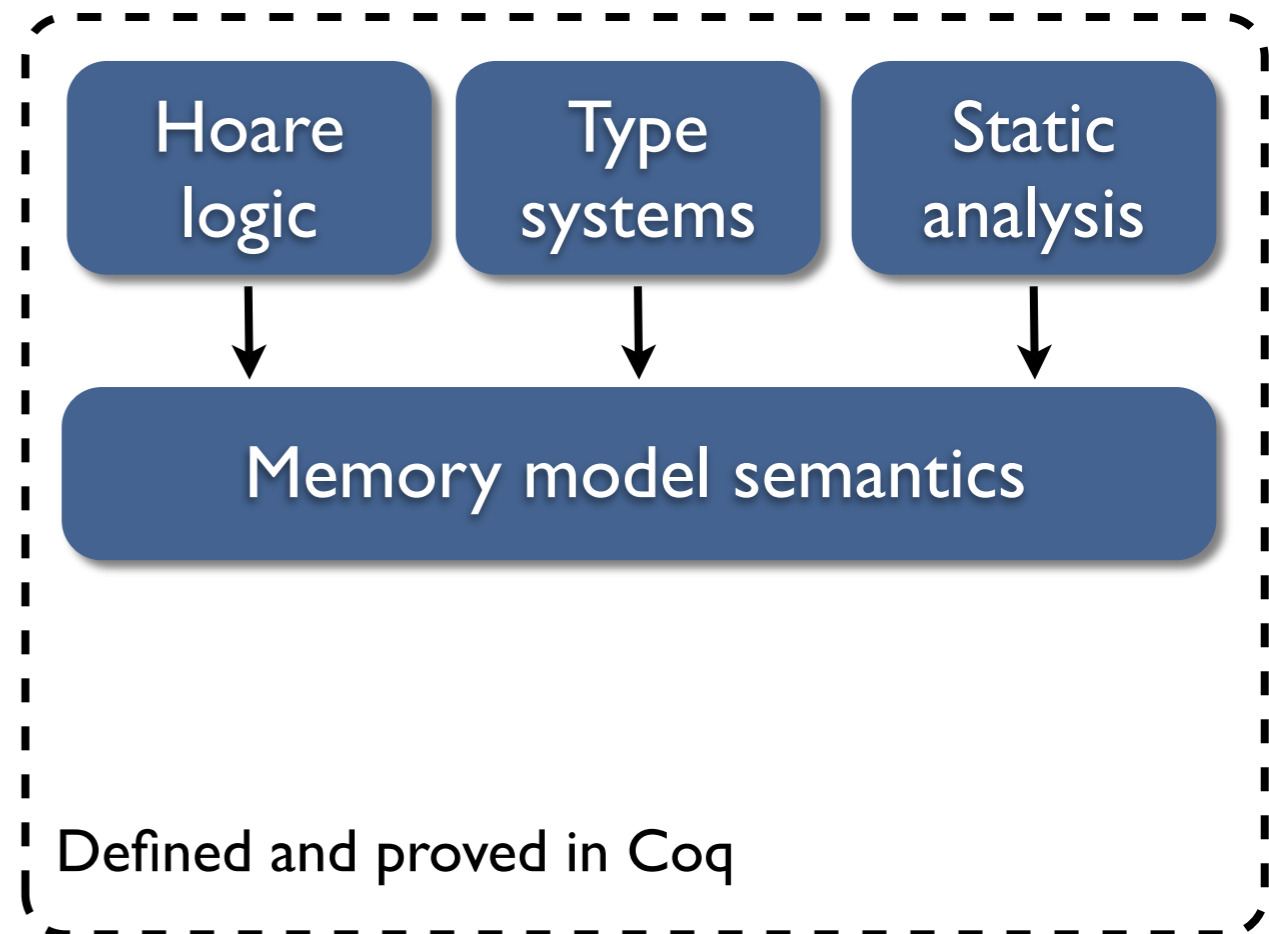 Hoare
logic
Type
systems
Static
analysis
Memory model semantics
Defined and proved in Coq